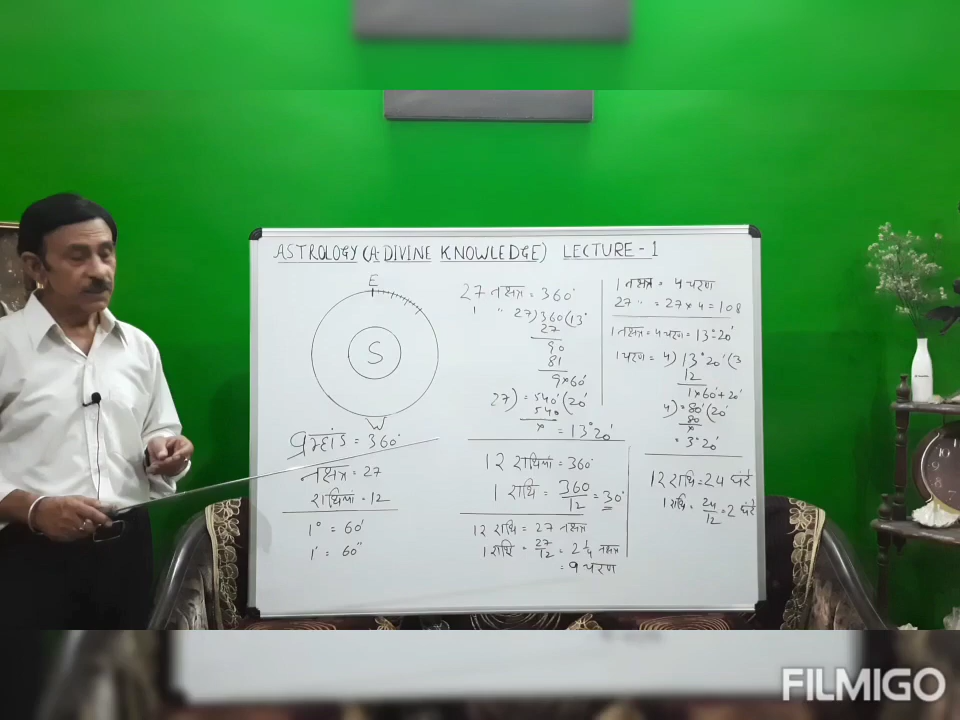 ASTROLOGY (A DIVINE KNOWLEDGE) LECTURE - 1
E
S
W
ब्रम्हांड = 360°
नक्षत्र = 27
राशियां = 12
1° = 60'
1' = 60"
27 नक्षत्र = 360°
1 " 27) 360 (13°
27
90
81
9×60'
27) = 540' (20'
540
×
= 13°20'
12 राशियां = 360°
1 राशि = 360/12 = 30°
12 राशि = 27 नक्षत्र
1 राशि = 27/12 = 2 1/4 नक्षत्र
= 9 चरण
1 नक्षत्र = 4 चरण
27 " = 27×4 = 108
1 नक्षत्र = 4 चरण = 13°20'
1 चरण = 4) 13°20' (3
12
1×60'+20'
4) = 80' (20'
80
×
= 3°20'
12 राशि = 24 घंटे
1 राशि = 24/12 = 2 घंटे
FILMIGO